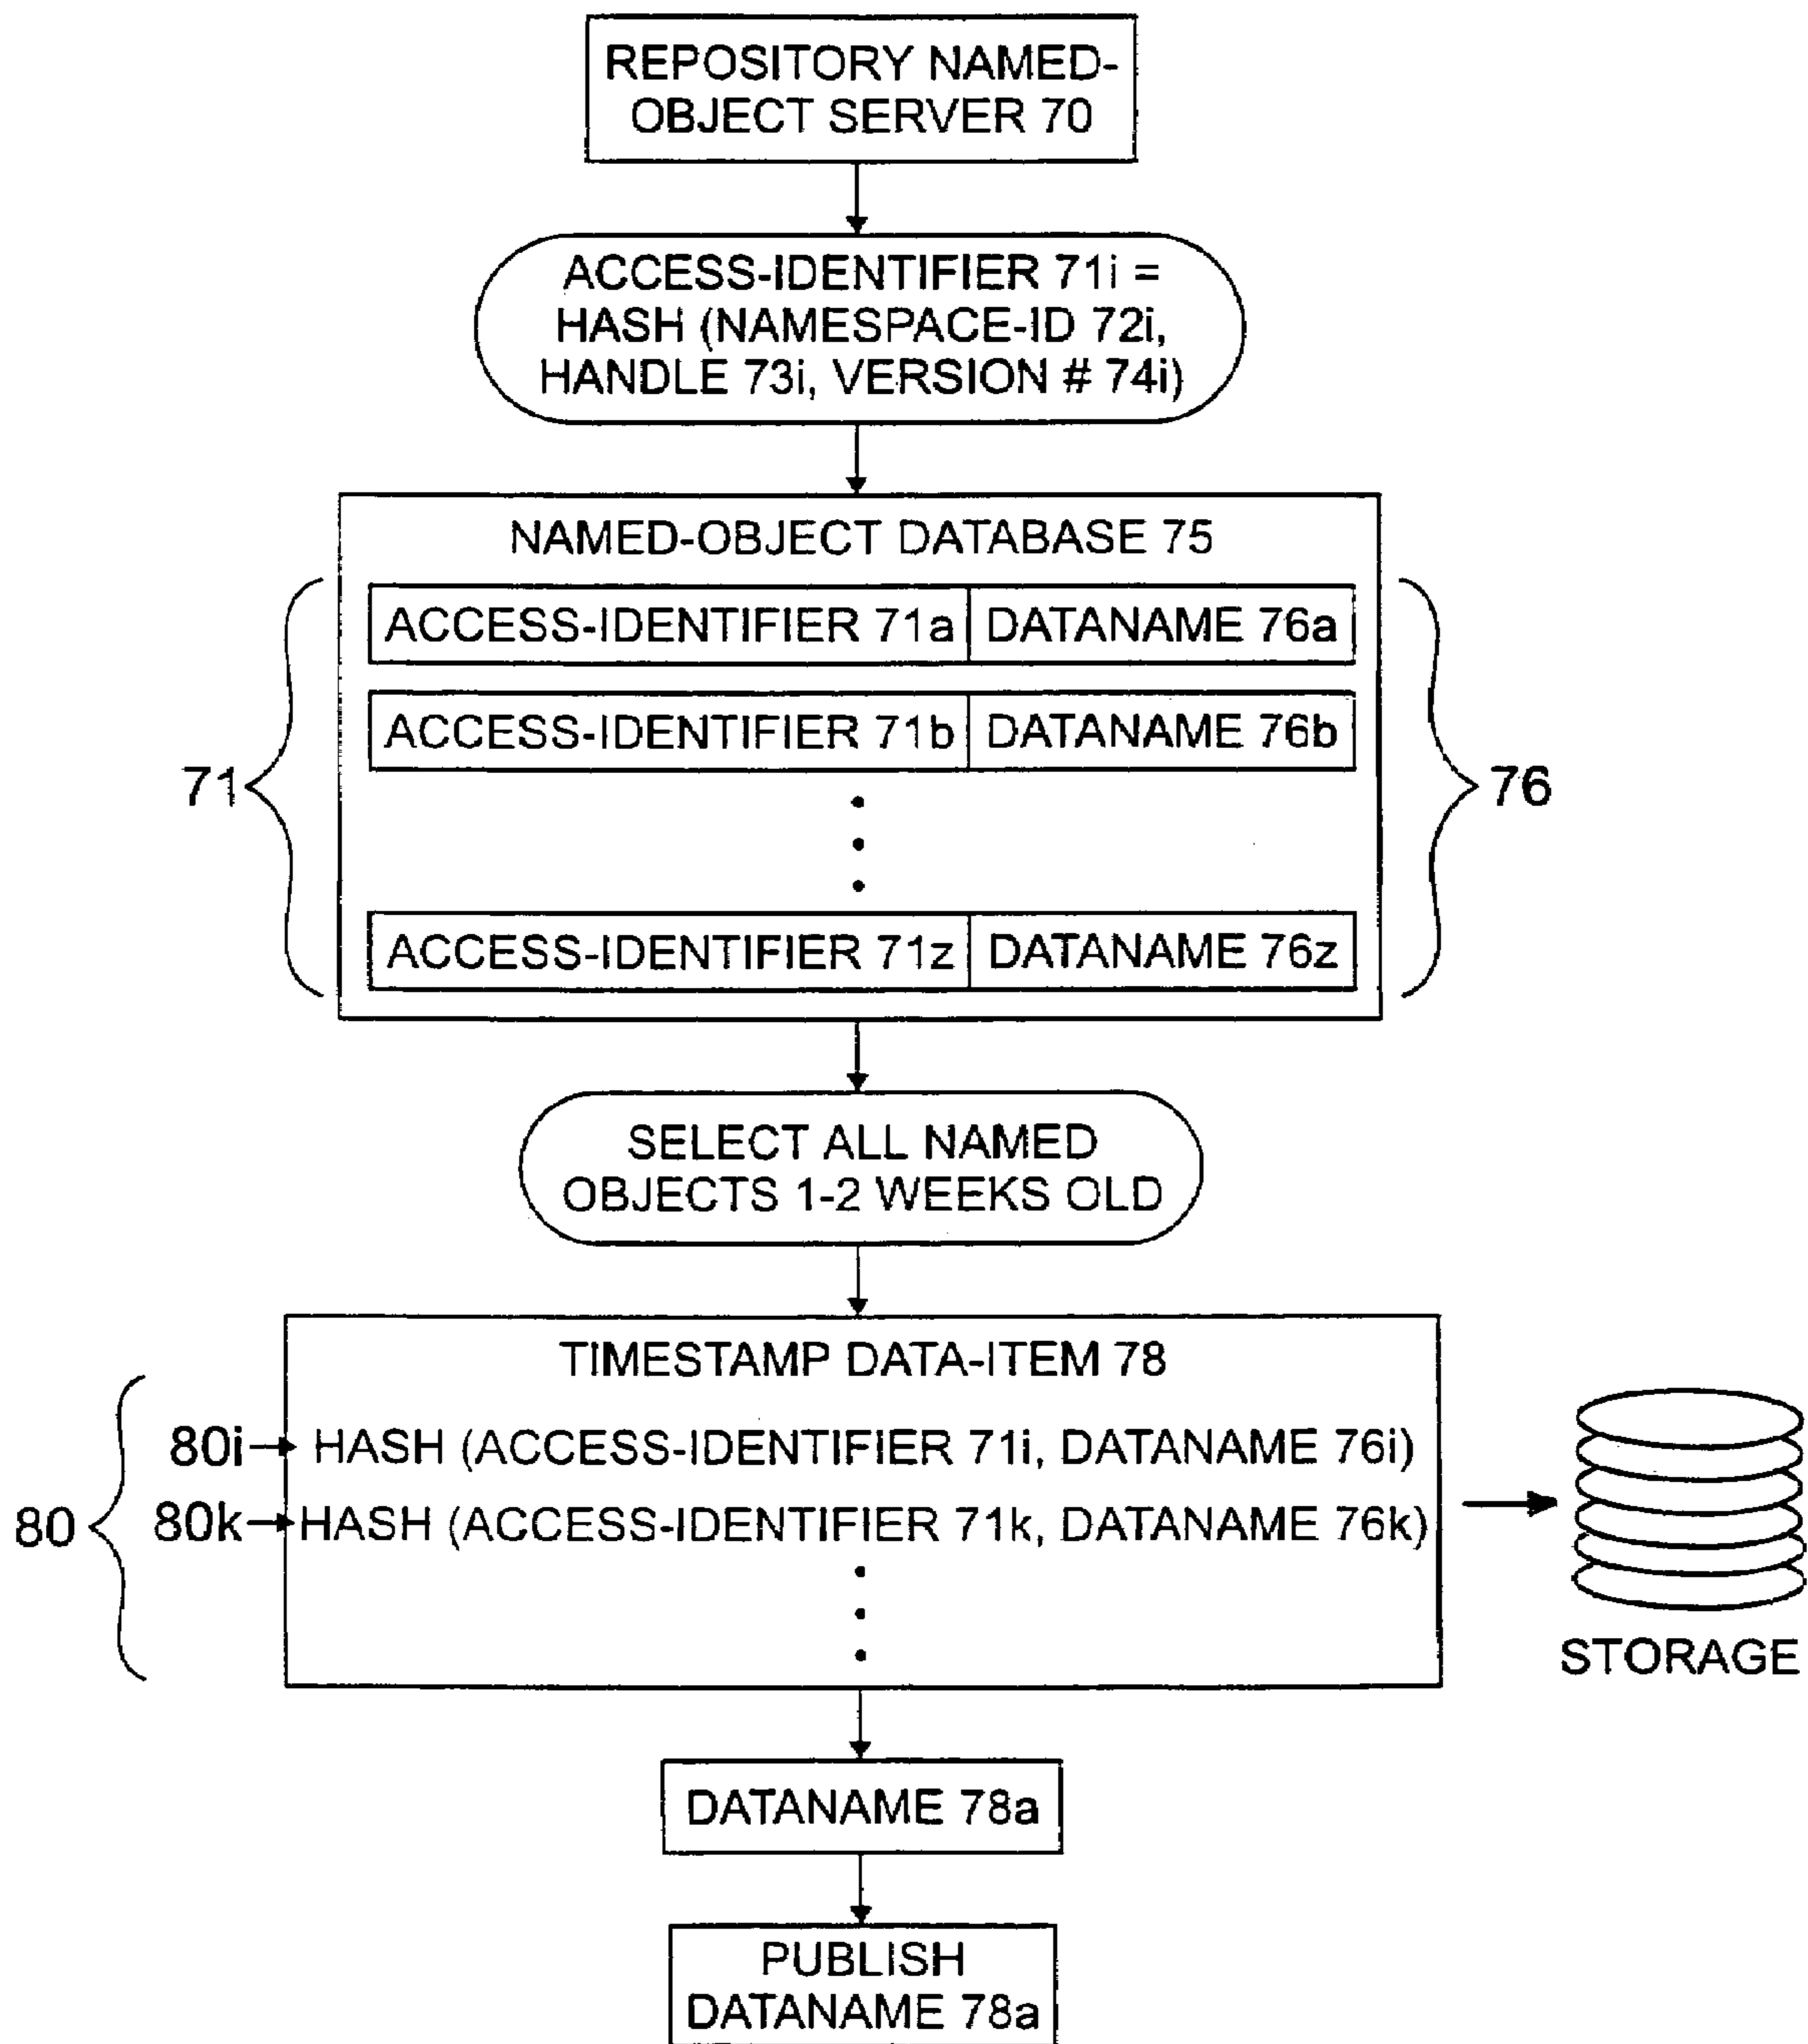 REPOSITORY NAMED-
OBJECT SERVER 70
ACCESS-IDENTIFIER 71i =
HASH (NAMESPACE-ID 72i,
HANDLE 73i, VERSION # 74i)
NAMED-OBJECT DATABASE 75
ACCESS-IDENTIFIER 71a DATANAME 76a
ACCESS-IDENTIFIER 71b DATANAME 76b
71
76
ACCESS-IDENTIFIER 71z DATANAME 76z
SELECT ALL NAMED
OBJECTS 1-2 WEEKS OLD
TIMESTAMP DATA-ITEM 78
80i HASH (ACCESS-IDENTIFIER 71i, DATANAME 76i)
80 80k HASH (ACCESS-IDENTIFIER 71k, DATANAME 76k)
STORAGE
DATANAME 78a
PUBLISH
DATANAME 78a